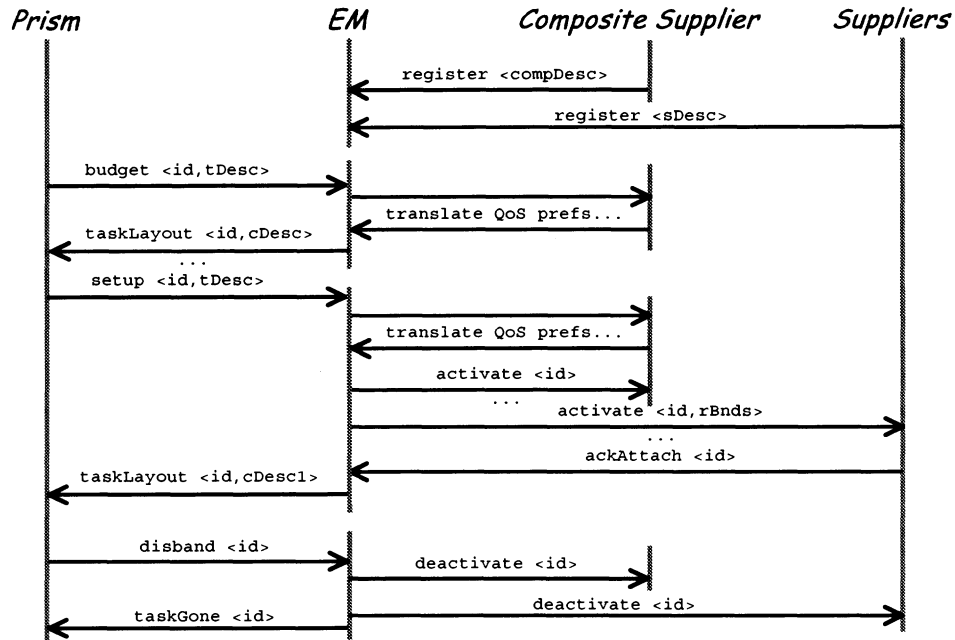 Prism EM Composite Supplier Suppliers
register <compDesc>
register <sDesc>
budget <id,tDesc>
translate QoS prefs...
taskLayout <id,cDesc>
...
setup <id,tDesc>
translate QoS prefs...
activate <id>
...
activate <id,rBnds>
...
ackAttach <id>
taskLayout <id,cDesc1>
disband <id>
deactivate <id>
deactivate <id>
taskGone <id>